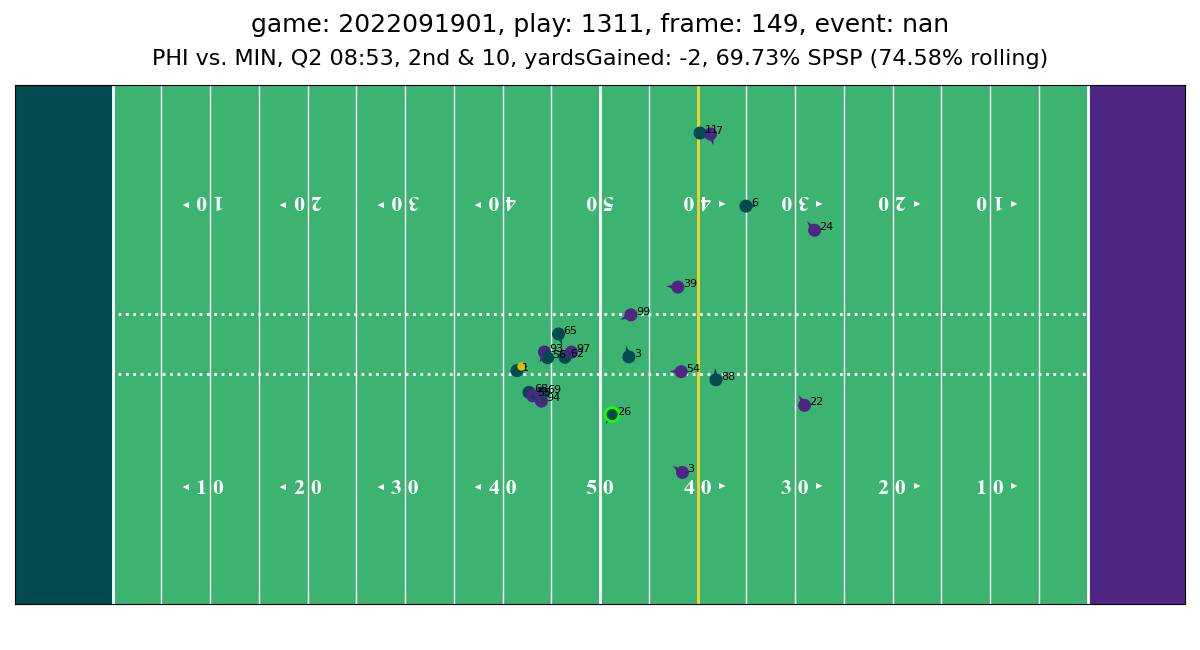 game: 2022091901, play: 1311, frame: 149, event: nan
PHI vs. MIN, Q2 08:53, 2nd & 10, yardsGained: -2, 69.73% SPSP (74.58% rolling)
11 7
6
10 20 30 40 50 40 30 20 10
24
39
99
65
93 97
56 62 3
1 54
88
68 69
94
22
26
3
10 20 30 40 50 40 30 20 10